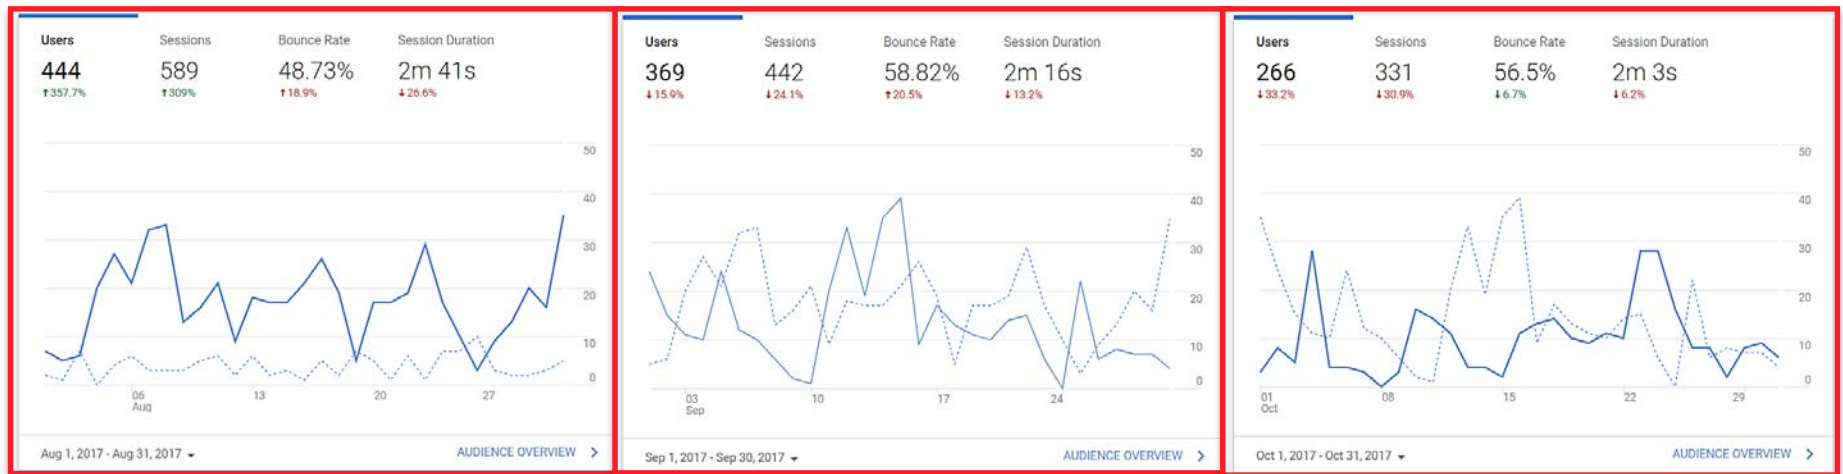 Users Sessions Bounce Rate Session Duration
444 589 48.73% 2m 41s
↑357.7% ↑309% ↑18.9% ↓26.6%
50
40
30
20
10
0
06 13 20 27
Aug
Aug 1, 2017 - Aug 31, 2017 AUDIENCE OVERVIEW
Users Sessions Bounce Rate Session Duration
369 442 58.82% 2m 16s
↓15.9% ↓24.1% ↑20.5% ↓13.2%
50
40
30
20
10
0
03 10 17 24
Sep
Sep 1, 2017 - Sep 30, 2017 AUDIENCE OVERVIEW
Users Sessions Bounce Rate Session Duration
266 331 56.5% 2m 3s
↓33.2% ↓30.9% ↓6.7% ↓6.2%
50
40
30
20
10
0
01 08 15 22 29
Oct
Oct 1, 2017 - Oct 31, 2017 AUDIENCE OVERVIEW